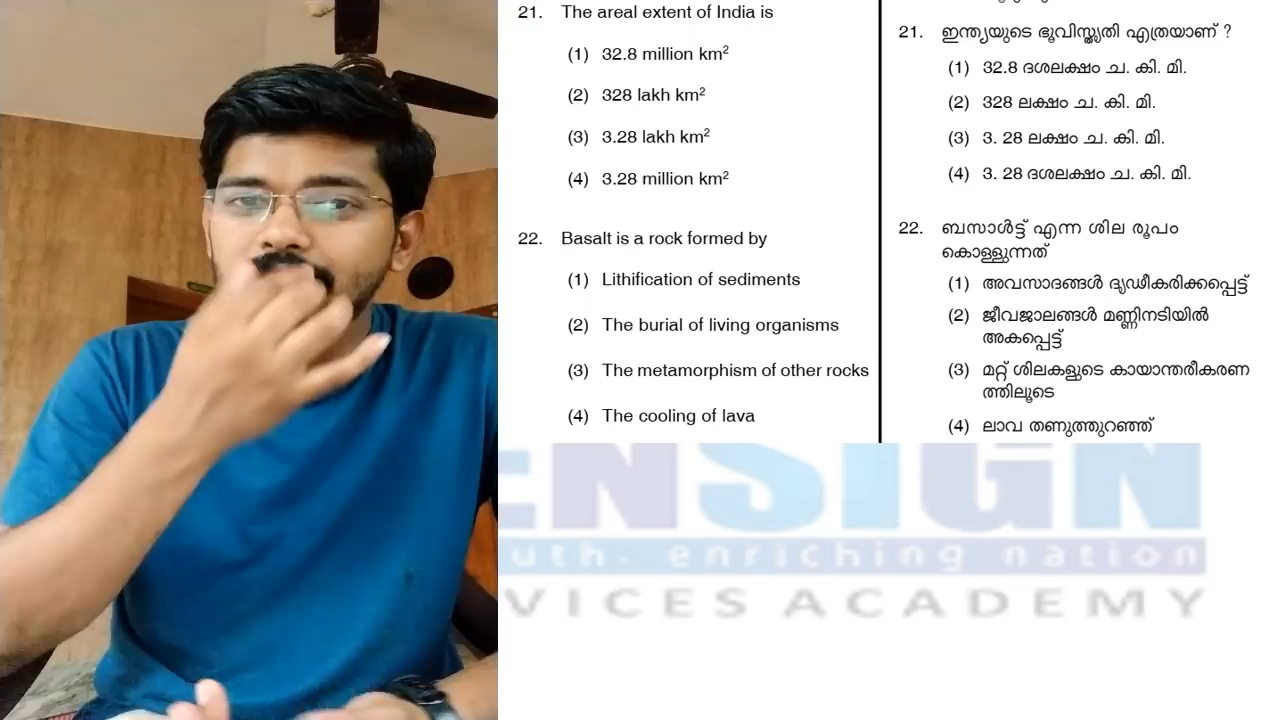 21. The areal extent of India is
(1) 32.8 million km²
(2) 328 lakh km²
(3) 3.28 lakh km²
(4) 3.28 million km²
22. Basalt is a rock formed by
(1) Lithification of sediments
(2) The burial of living organisms
(3) The metamorphism of other rocks
(4) The cooling of lava
21. ഇന്ത്യയുടെ ഭൂവിസ്തൃതി എത്രയാണ് ?
(1) 32.8 ദശലക്ഷം ച. കി. മി.
(2) 328 ലക്ഷം ച. കി. മി.
(3) 3. 28 ലക്ഷം ച. കി. മി.
(4) 3. 28 ദശലക്ഷം ച. കി. മി.
22. ബസാൾട്ട് എന്ന ശില രൂപം
കൊള്ളുന്നത്
(1) അവസാദങ്ങൾ ദൃഢീകരിക്കപ്പെട്ട്
(2) ജീവജാലങ്ങൾ മണ്ണിനടിയിൽ
അകപ്പെട്ട്
(3) മറ്റ് ശിലകളുടെ കായാന്തരീകരണ
ത്തിലൂടെ
(4) ലാവ തണുത്തുറഞ്ഞ്
ENSIGN
uth. enriching nation
VICES ACADEMY